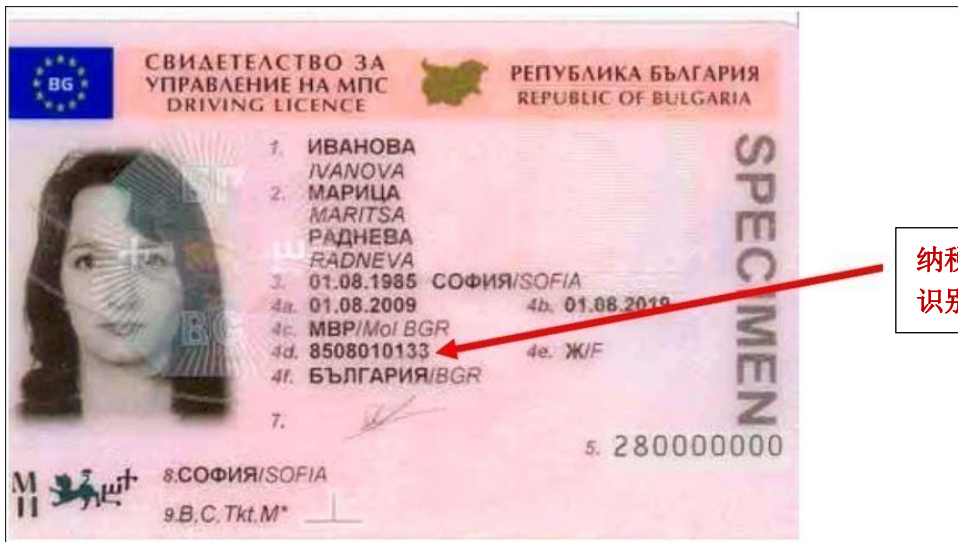 BG
СВИДЕТЕЛСТВО ЗА
УПРАВЛЕНИЕ НА МПС
DRIVING LICENCE
РЕПУБЛИКА БЪЛГАРИЯ
REPUBLIC OF BULGARIA
1. ИВАНОВА
IVANOVA
2. МАРИЦА
MARITSA
РАДНЕВА
RADNEVA
3. 01.08.1985 СОФИЯ/SOFIA
4a. 01.08.2009 4b. 01.08.2019
4c. МВР/MoI BGR
4d. 8508010133 4e. Ж/F
4f. БЪЛГАРИЯ/BGR
7.
5. 280000000
8.СОФИЯ/SOFIA
9.B,C,Tkt,M*
SPECIMEN
BG
纳
识